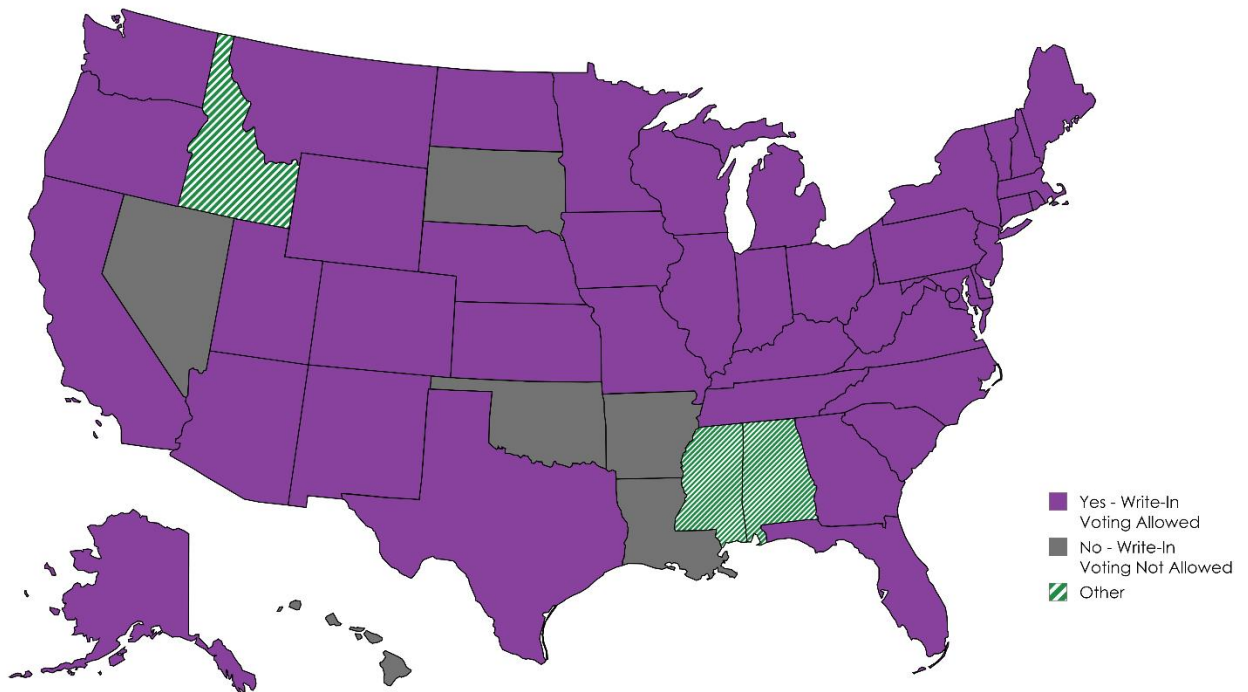 Yes - Write-In
Voting Allowed
No - Write-In
Voting Not Allowed
Other